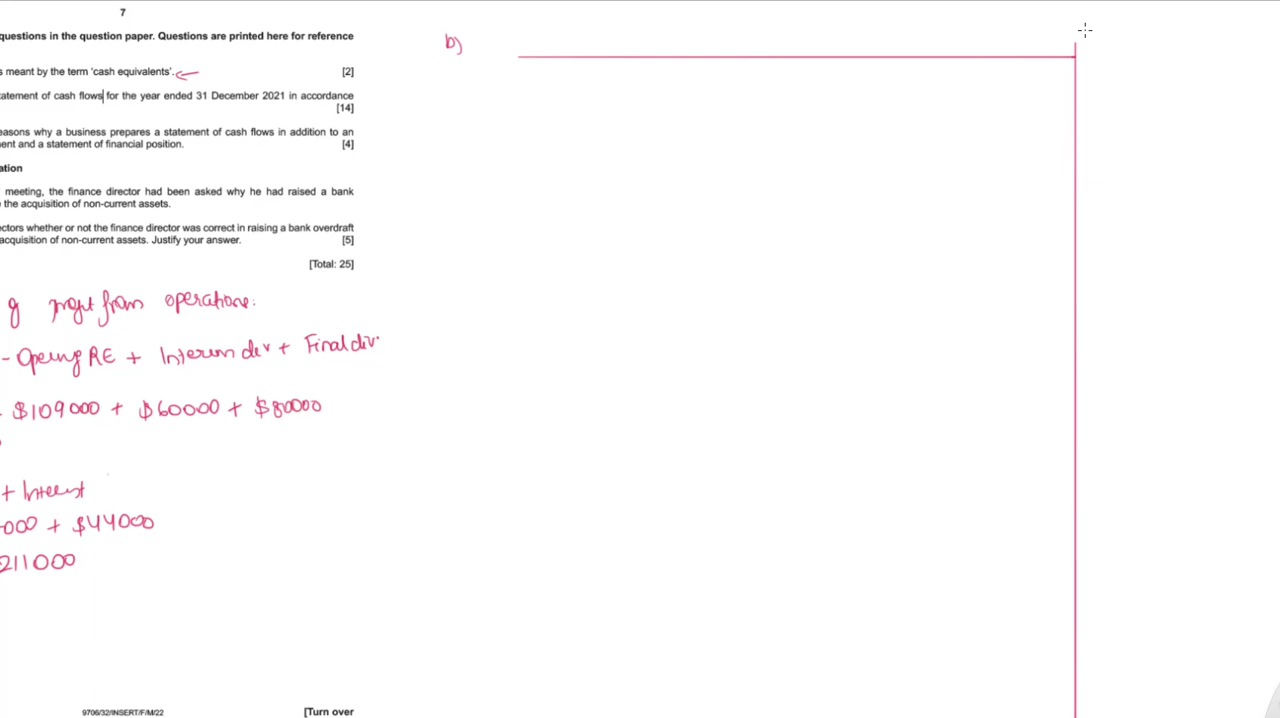 7
questions in the question paper. Questions are printed here for reference
s meant by the term 'cash equivalents'. [2]
atement of cash flows for the year ended 31 December 2021 in accordance
[14]
easons why a business prepares a statement of cash flows in addition to an
ent and a statement of financial position. [4]
ation
meeting, the finance director had been asked why he had raised a bank
the acquisition of non-current assets.
ectors whether or not the finance director was correct in raising a bank overdraft
acquisition of non-current assets. Justify your answer. [5]
[Total: 25]
profit from operations:
- Opening RE + Interim div + Final div.
$109000 + $60000 + $80000
+ Interest
000 + $44000
211000
9706/32/INSERT/F/M/22 [Turn over
b)